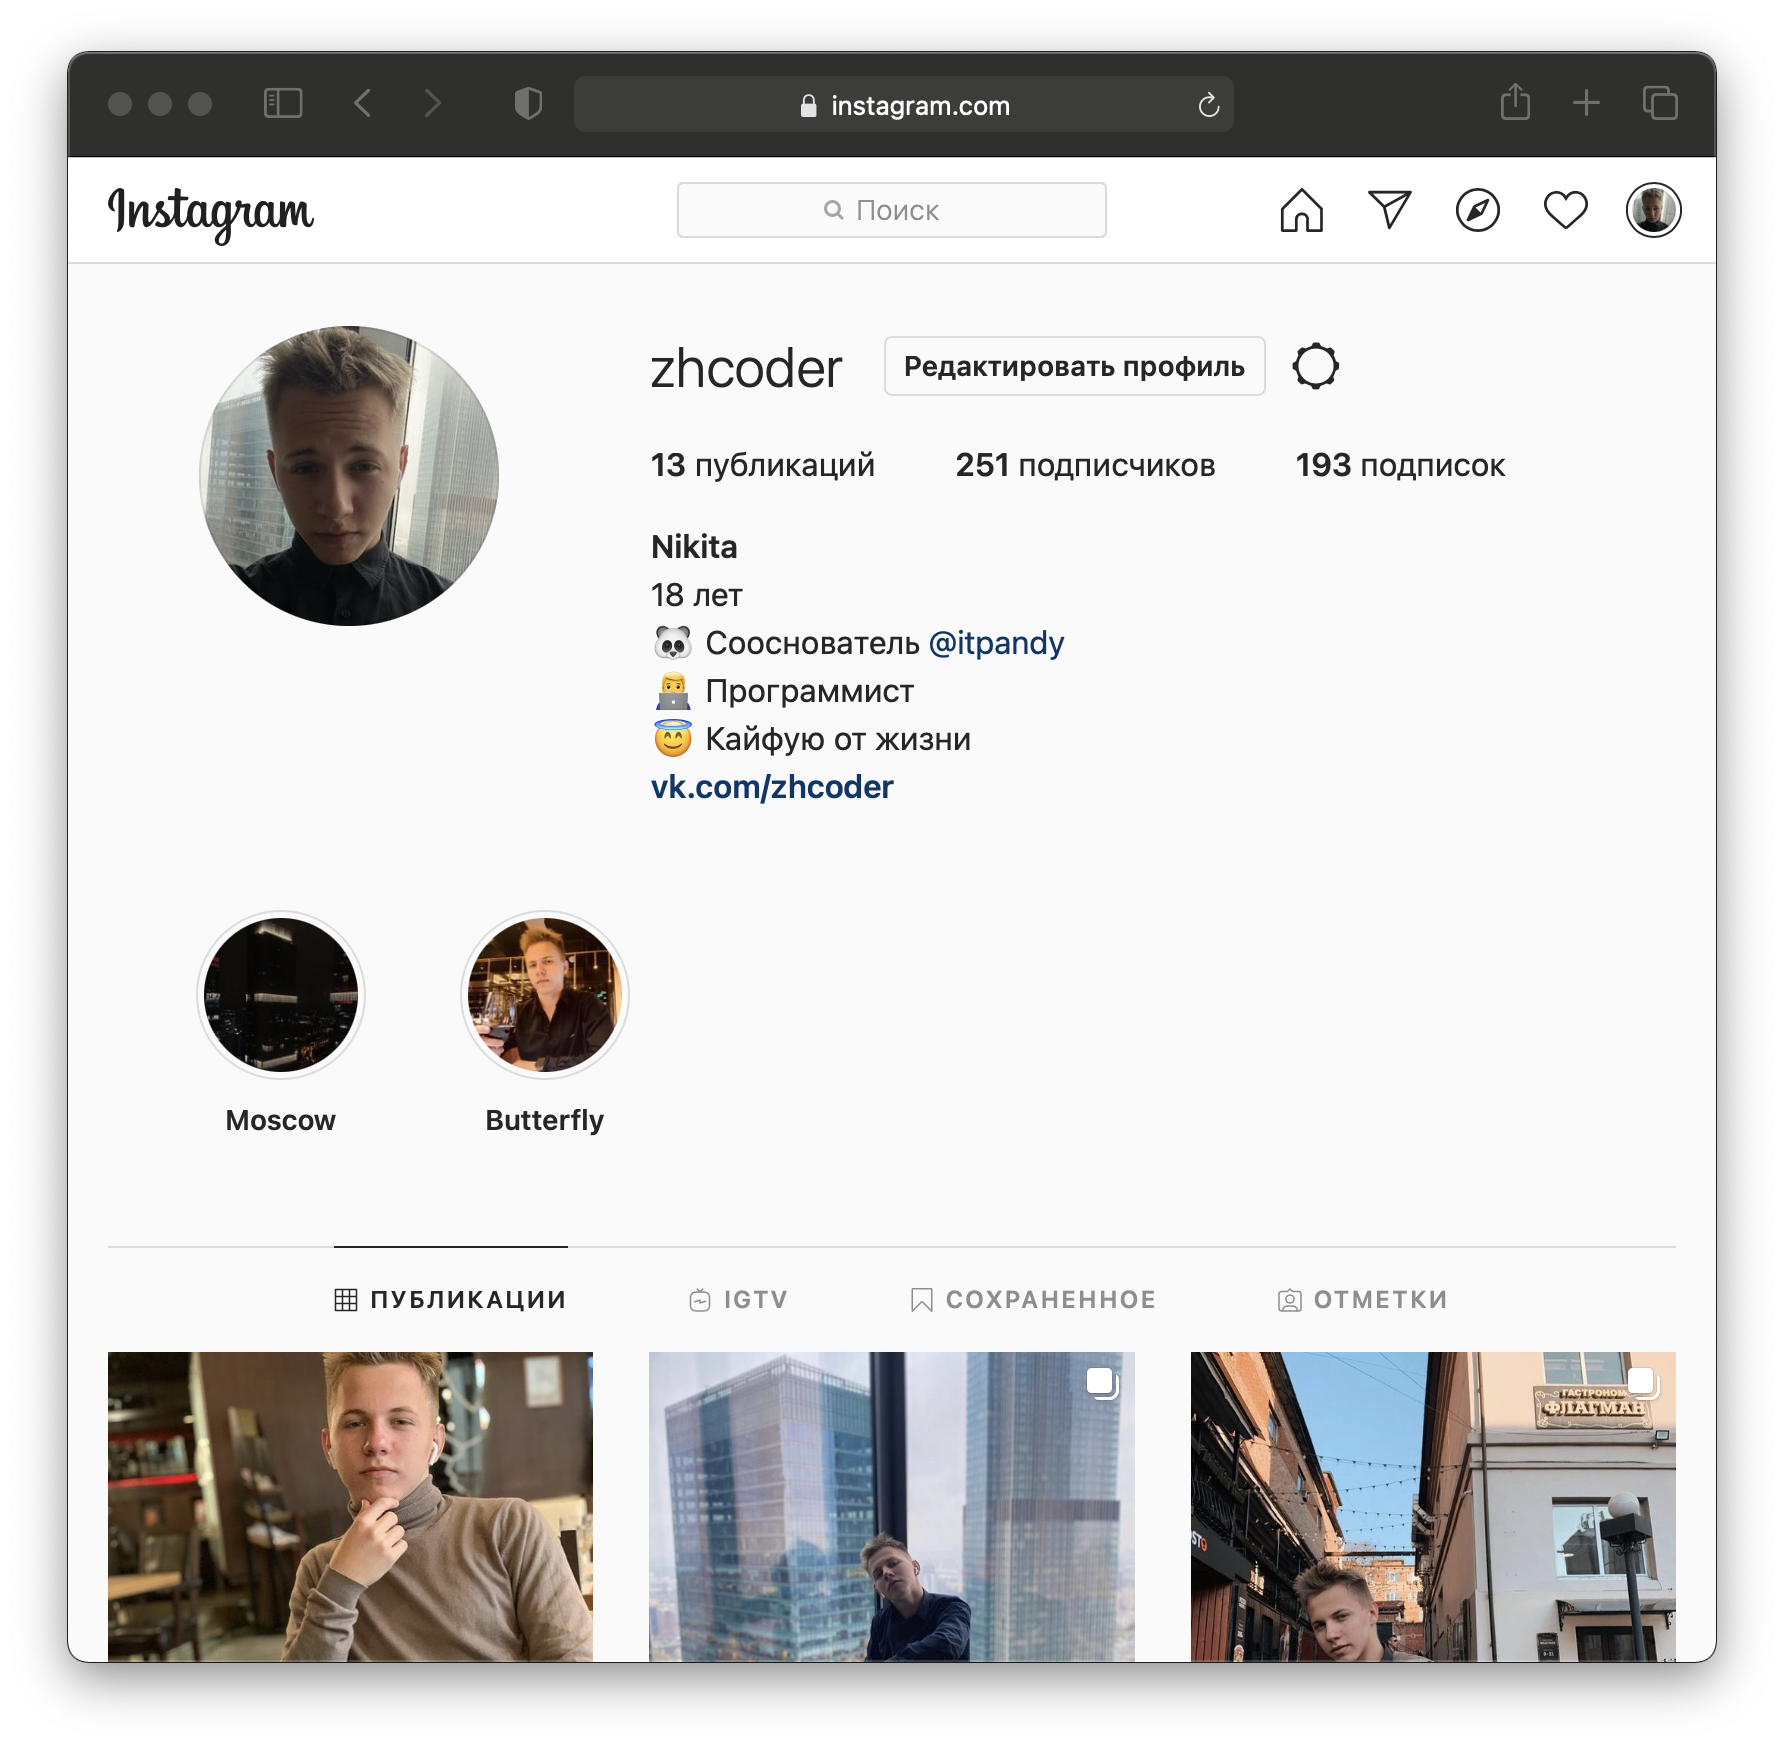 instagram.com
Instagram
Поиск
zhcoder
Редактировать профиль
13 публикаций
251 подписчиков
193 подписок
Nikita
18 лет
🐼 Сооснователь @itpandy
👨‍💻 Программист
😇 Кайфую от жизни
vk.com/zhcoder
Moscow
Butterfly
ПУБЛИКАЦИИ
IGTV
СОХРАНЕННОЕ
ОТМЕТКИ
ГАСТРОНОМ
ФЛАГМАН